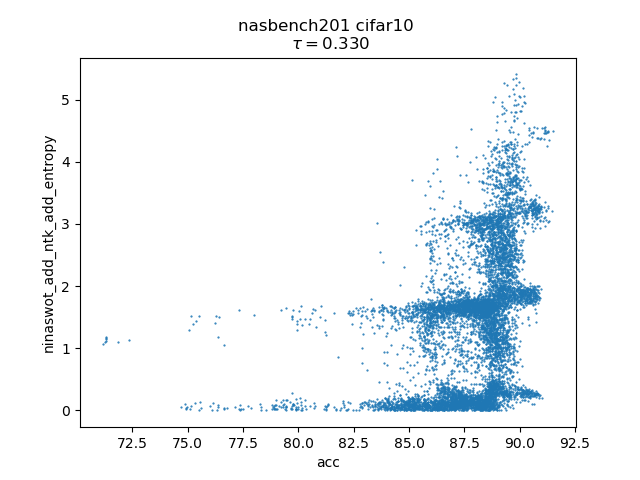 nasbench201 cifar10
τ = 0.330
5
4
3
2
1
0
ninaswot_add_ntk_add_entropy
72.5 75.0 77.5 80.0 82.5 85.0 87.5 90.0 92.5
acc